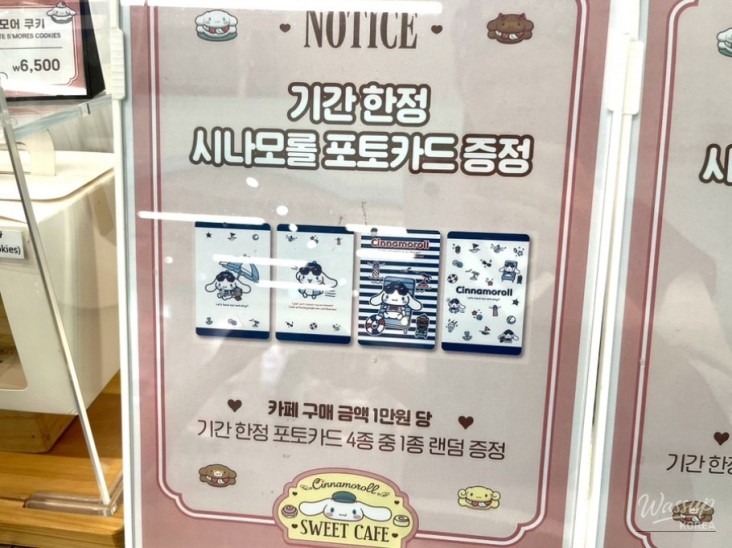 모어 쿠키
TE S'MORES COOKIES
₩6,500
NOTICE
기간 한정
시나모롤 포토카드 증정
Cinnamoroll
Cinnamoroll
카페 구매 금액 1만원 당
기간 한정 포토카드 4종 중 1종 랜덤 증정
Cinnamoroll
SWEET CAFE
okies)
시
기간 한정
Wassup
KOREA